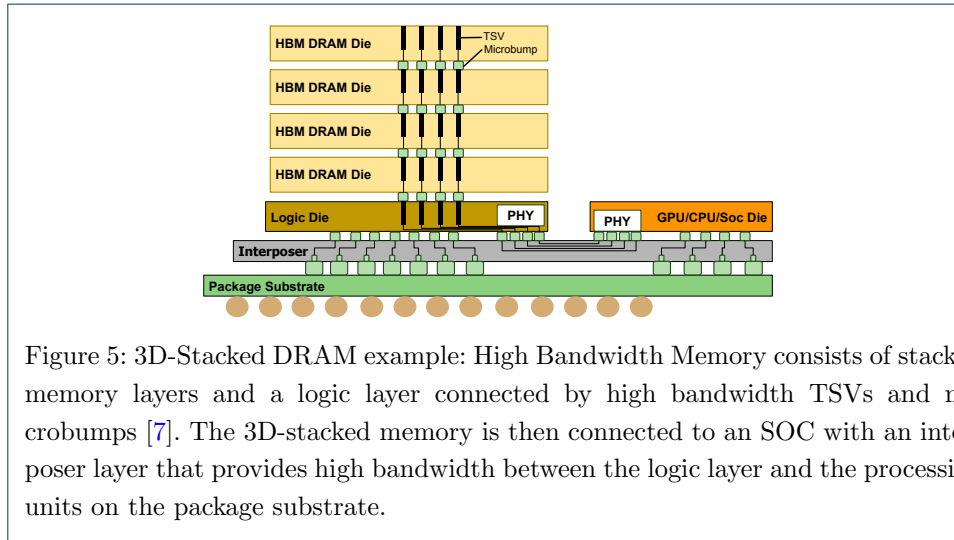 HBM DRAM Die
TSV
Microbump
HBM DRAM Die
HBM DRAM Die
HBM DRAM Die
Logic Die
PHY
GPU/CPU/Soc Die
PHY
Interposer
Package Substrate
Figure 5: 3D-Stacked DRAM example: High Bandwidth Memory consists of stack
memory layers and a logic layer connected by high bandwidth TSVs and
crobumps [7]. The 3D-stacked memory is then connected to an SOC with an
poser layer that provides high bandwidth between the logic layer and the
units on the package substrate.